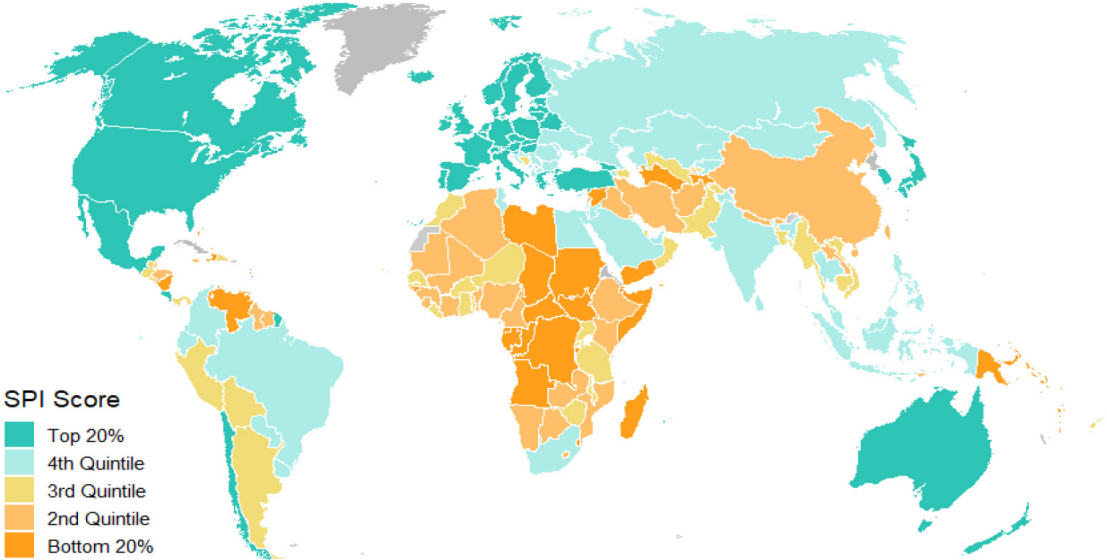 SPI Score
Top 20%
4th Quintile
3rd Quintile
2nd Quintile
Bottom 20%